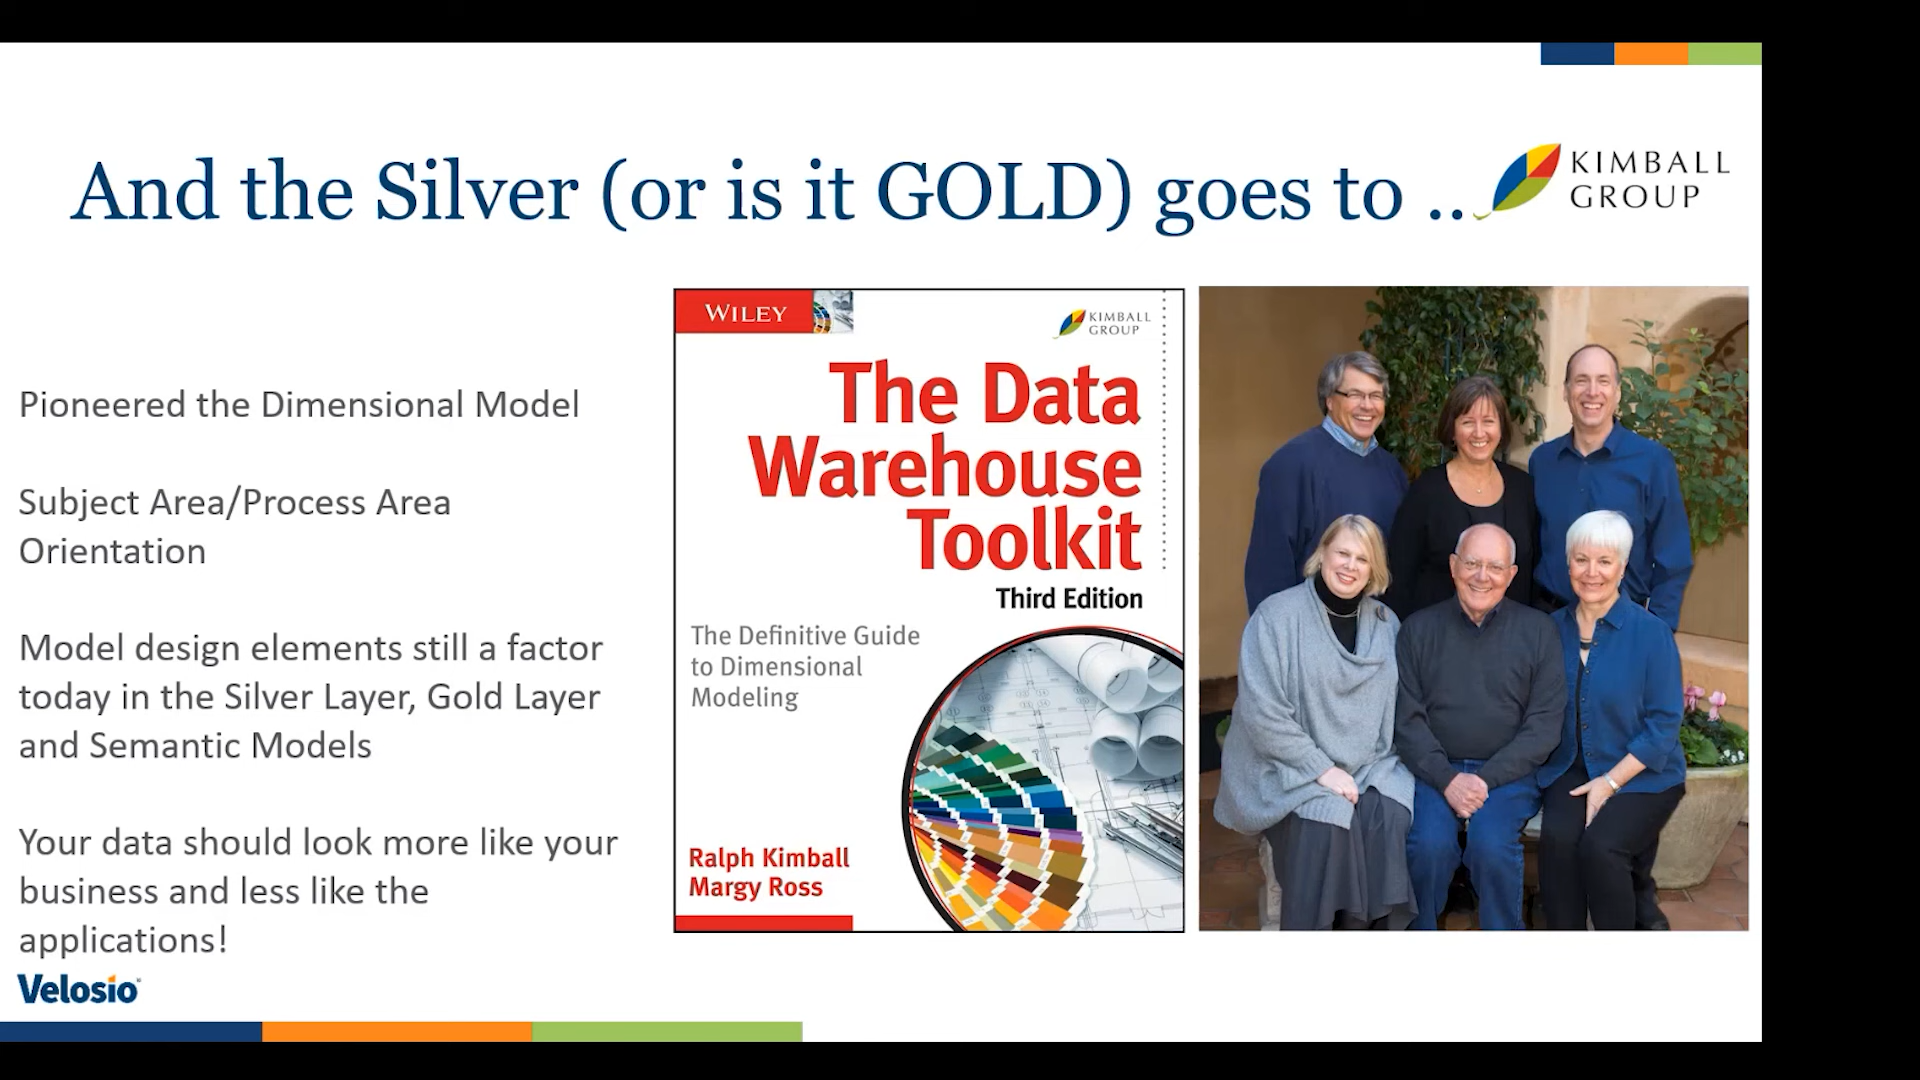 And the Silver (or is it GOLD) goes to ..
KIMBALL
GROUP
Pioneered the Dimensional Model
Subject Area/Process Area
Orientation
Model design elements still a factor
today in the Silver Layer, Gold Layer
and Semantic Models
Your data should look more like your
business and less like the
applications!
Velosio
WILEY
KIMBALL
GROUP
The Data
Warehouse
Toolkit
Third Edition
The Definitive Guide
to Dimensional
Modeling
Ralph Kimball
Margy Ross